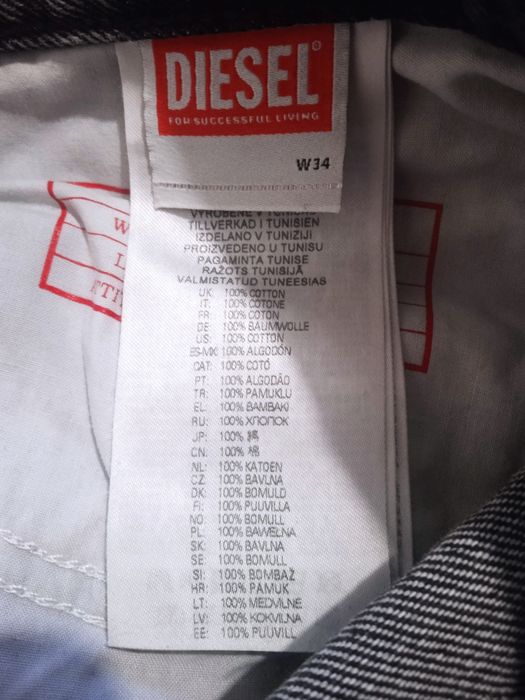 DIESEL®
FOR SUCCESSFUL LIVING
W34
VYROBENE V TUNISKU
TILLVERKAD I TUNISIEN
IZDELANO V TUNIZIJI
PROIZVEDENO U TUNISU
PAGAMINTA TUNISE
RAŽOTS TUNISIJĀ
VALMISTATUD TUNEESIAS
UK: 100% COTTON
IT: 100% COTONE
FR: 100% COTON
DE: 100% BAUMWOLLE
US: 100% COTTON
ES-MX: 100% ALGODÓN
CAT: 100% COTÓ
PT: 100% ALGODÃO
TR: 100% PAMUKLU
EL: 100% BAMBAKI
RU: 100% ХЛОПОК
JP: 100% 綿
CN: 100% 棉
NL: 100% KATOEN
CZ: 100% BAVLNA
DK: 100% BOMULD
FI: 100% PUUVILLA
NO: 100% BOMULL
PL: 100% BAWEŁNA
SK: 100% BAVLNA
SE: 100% BOMULL
SI: 100% BOMBAŽ
HR: 100% PAMUK
LT: 100% MEDVILNĖ
LV: 100% KOKVILNA
EE: 100% PUUVILL